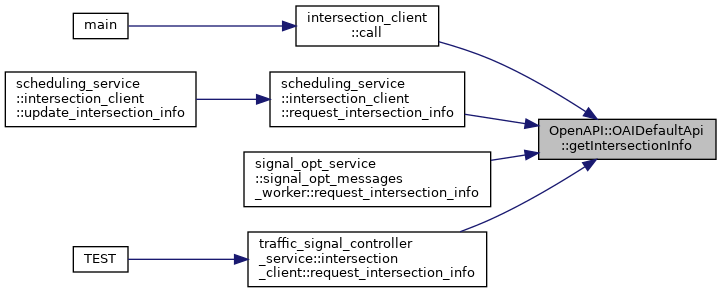 main
intersection_client
::call
scheduling_service
::intersection_client
::update_intersection_info
scheduling_service
::intersection_client
::request_intersection_info
OpenAPI::OAIDefaultApi
::getIntersectionInfo
signal_opt_service
::signal_opt_messages
_worker::request_intersection_info
TEST
traffic_signal_controller
_service::intersection
_client::request_intersection_info